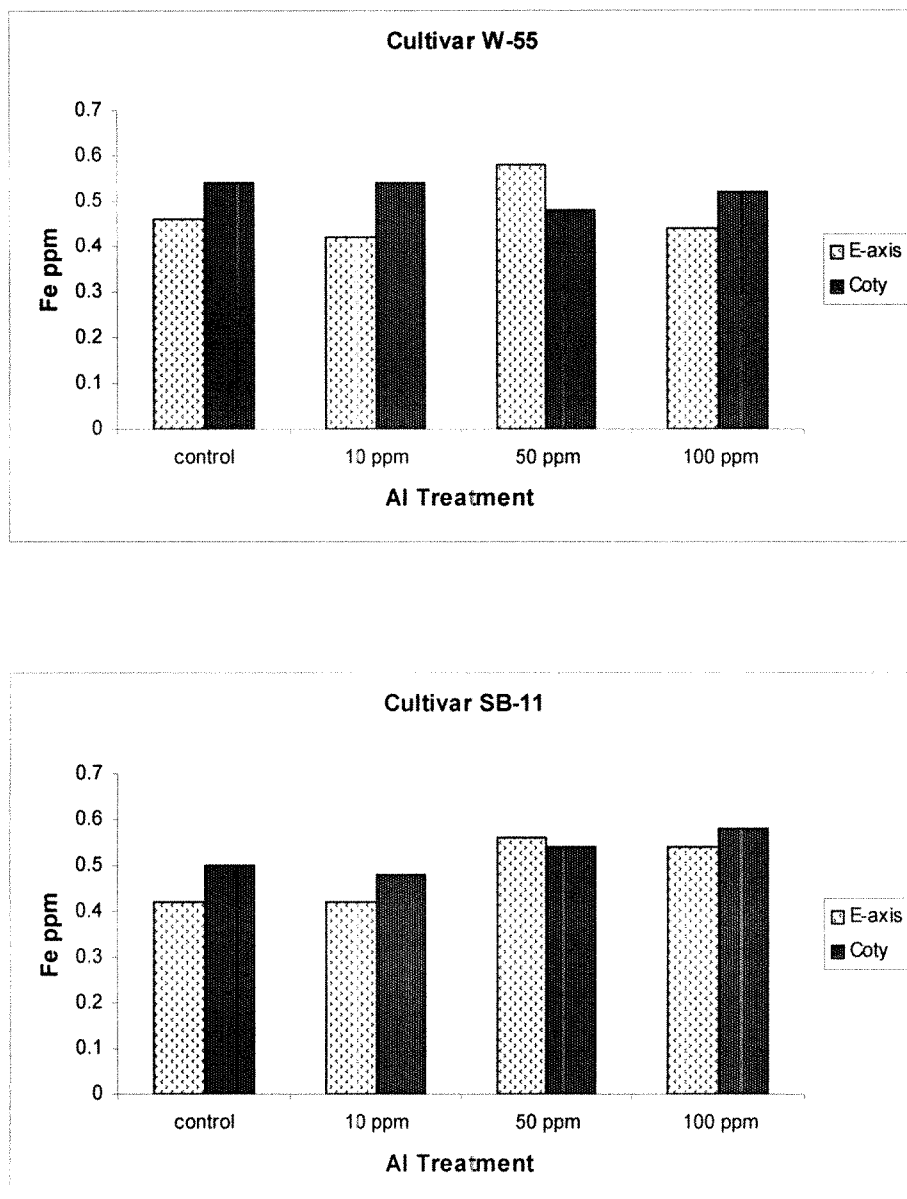 Cultivar W-55
0.7
0.6
0.5
0.4
0.3
0.2
0.1
0
Fe ppm
control 10 ppm 50 ppm 100 ppm
Al Treatment
E-axis
Coty
Cultivar SB-11
0.7
0.6
0.5
0.4
0.3
0.2
0.1
0
Fe ppm
control 10 ppm 50 ppm 100 ppm
Al Treatment
E-axis
Coty